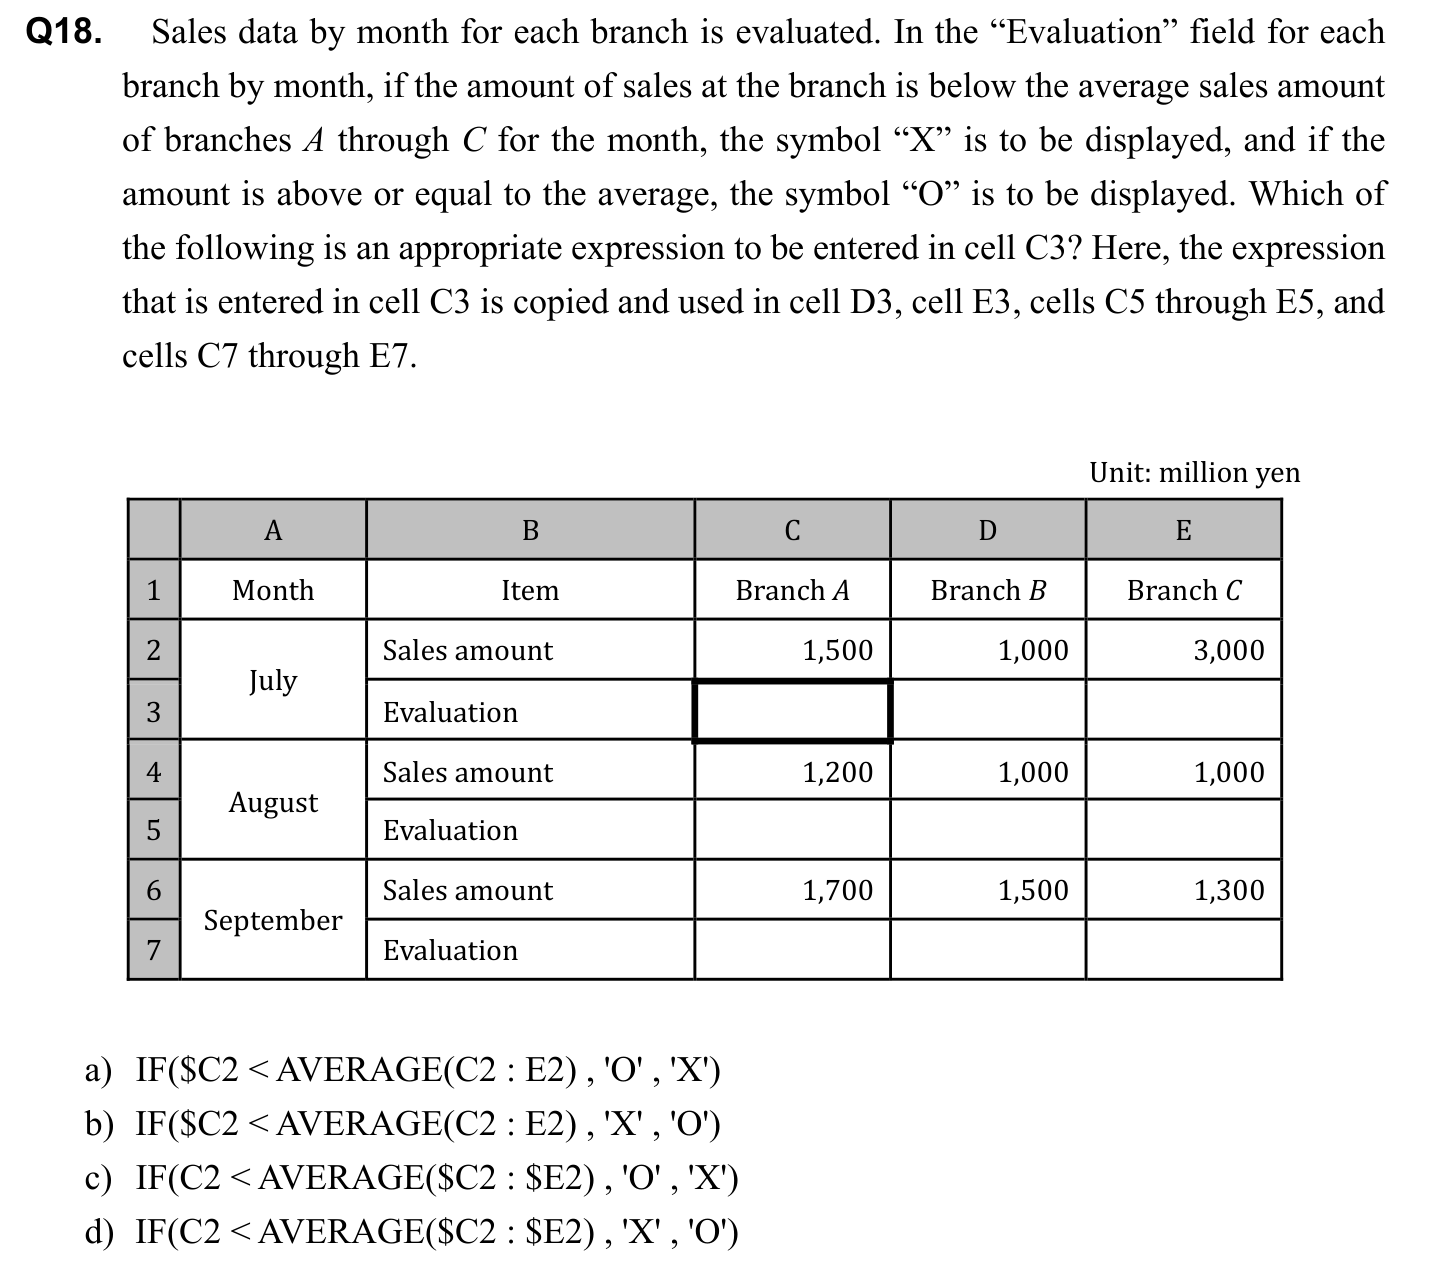 Q18. Sales data by month for each branch is evaluated. In the “Evaluation” field for each
branch by month, if the amount of sales at the branch is below the average sales amount
of branches A through C for the month, the symbol “X” is to be displayed, and if the
amount is above or equal to the average, the symbol “O” is to be displayed. Which of
the following is an appropriate expression to be entered in cell C3? Here, the expression
that is entered in cell C3 is copied and used in cell D3, cell E3, cells C5 through E5, and
cells C7 through E7.
Unit: million yen
A B C D E
1 Month Item Branch A Branch B Branch C
2 July Sales amount 1,500 1,000 3,000
3 Evaluation
4 August Sales amount 1,200 1,000 1,000
5 Evaluation
6 September Sales amount 1,700 1,500 1,300
7 Evaluation
a) IF($C2 < AVERAGE(C2 : E2) , 'O' , 'X')
b) IF($C2 < AVERAGE(C2 : E2) , 'X' , 'O')
c) IF(C2 < AVERAGE($C2 : $E2) , 'O' , 'X')
d) IF(C2 < AVERAGE($C2 : $E2) , 'X' , 'O')